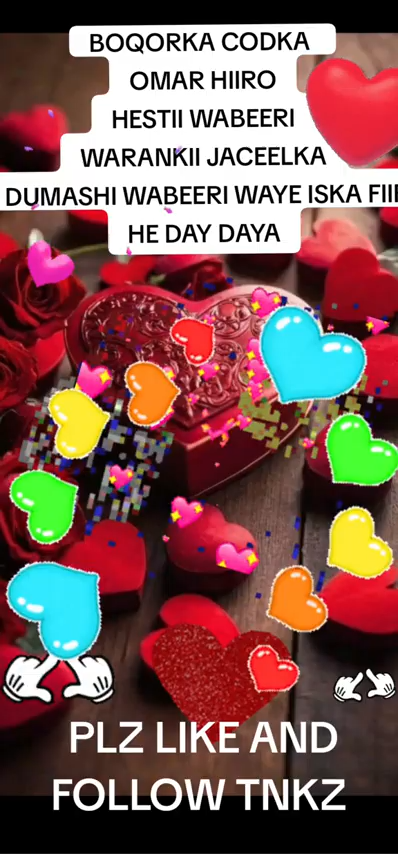 BOQORKA CODKA
OMAR HIIRO
HESTII WABEERI
WARANKII JACEELKA
DUMASHI WABEERI WAYE ISKA
HE DAY DAYA
PLZ LIKE AND
FOLLOW TNKZ